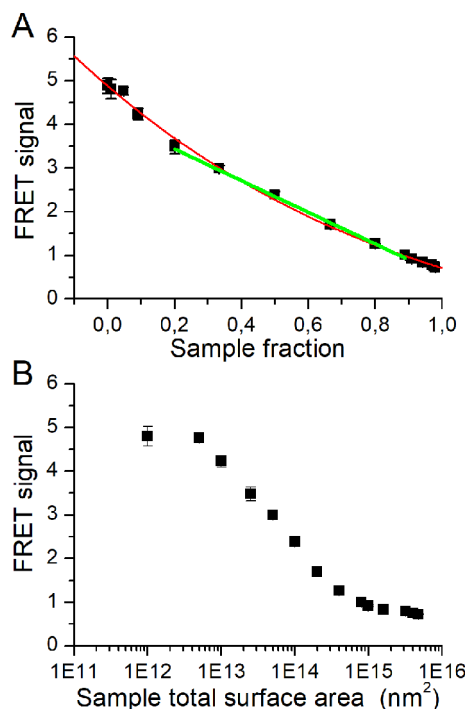 A
FRET signal
6
5
4
3
2
1
0
0,0 0,2 0,4 0,6 0,8 1,0
Sample fraction
B
FRET signal
6
5
4
3
2
1
0
1E11 1E12 1E13 1E14 1E15 1E16
Sample total surface area (nm²)